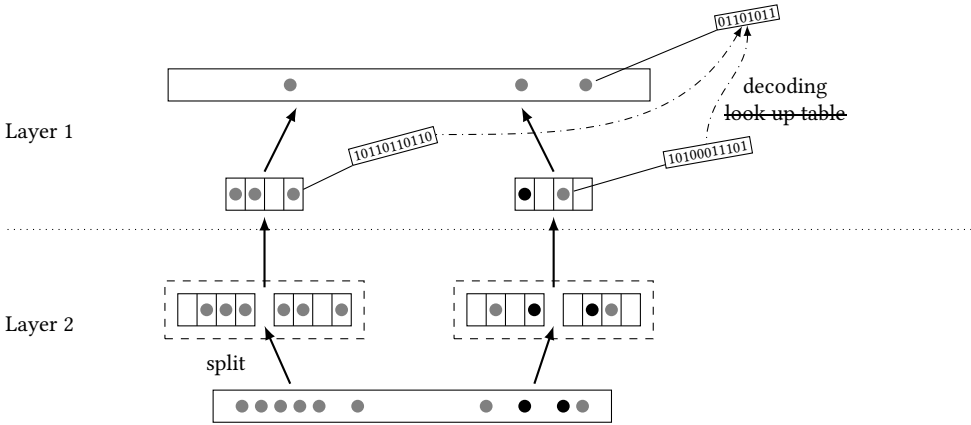 01101011
decoding
look up table
Layer 1
10110110110
10100011101
Layer 2
split